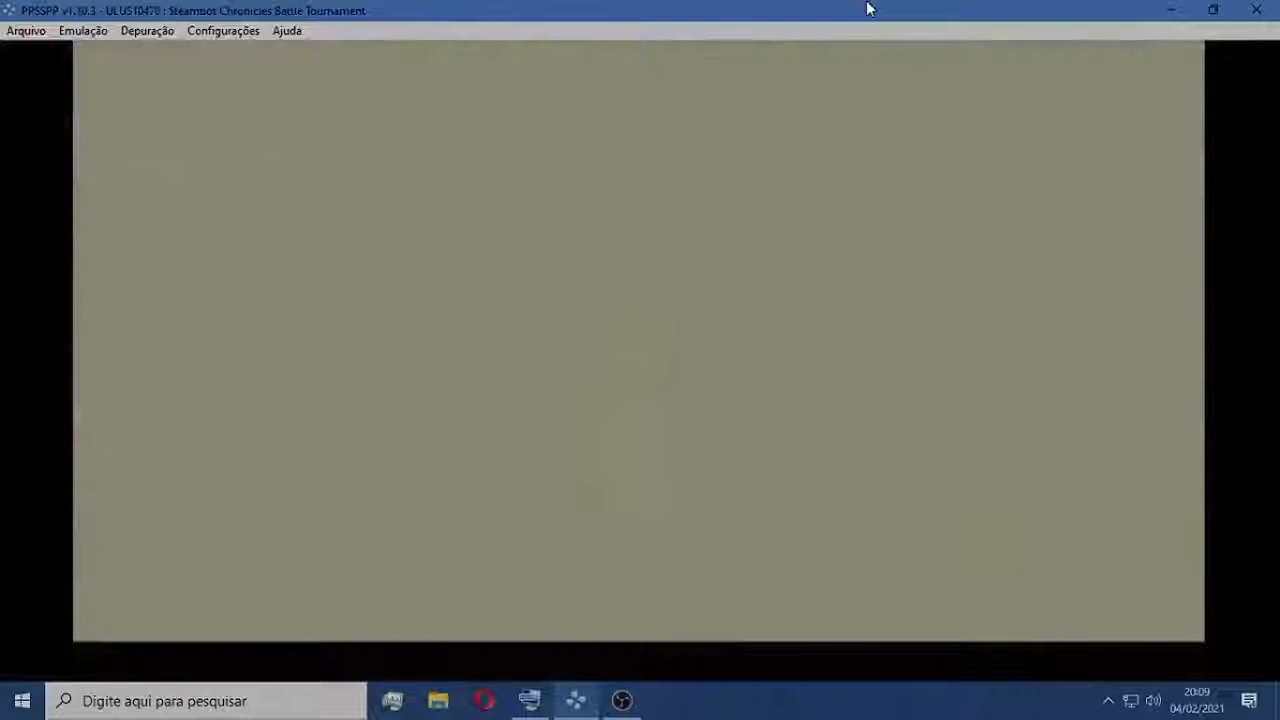 PPSSPP v1.10.3 - ULUS10470 : Steambot Chronicles Battle Tournament
Arquivo Emulação Depuração Configurações Ajuda
Digite aqui para pesquisar
20:09
04/02/2021